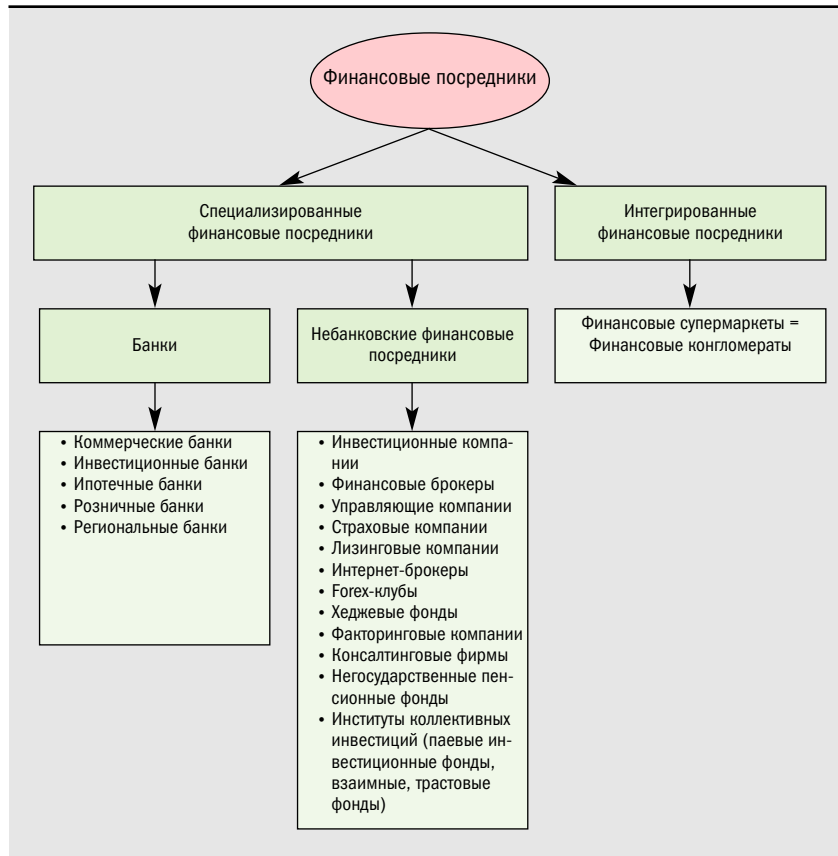 Финансовые посредники
Специализированные
финансовые посредники
Интегрированные
финансовые посредники
Банки
Небанковские финансовые
посредники
Финансовые супермаркеты =
Финансовые конгломераты
• Коммерческие банки
• Инвестиционные банки
• Ипотечные банки
• Розничные банки
• Региональные банки
• Инвестиционные компа-
нии
• Финансовые брокеры
• Управляющие компании
• Страховые компании
• Лизинговые компании
• Интернет-брокеры
• Forex-клубы
• Хеджевые фонды
• Факторинговые компании
• Консалтинговые фирмы
• Негосударственные пен-
сионные фонды
• Институты коллективных
инвестиций (паевые ин-
вестиционные фонды,
взаимные, трастовые
фонды)